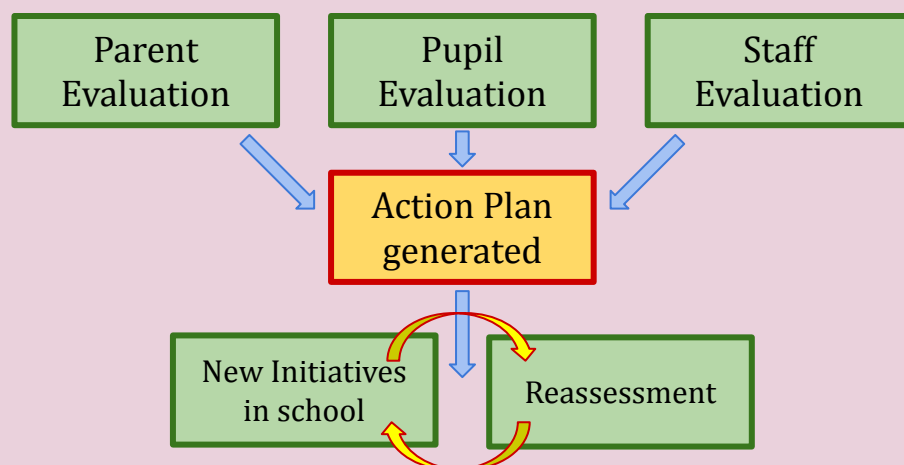 Parent
Evaluation
Pupil
Evaluation
Staff
Evaluation
Action Plan
generated
New Initiatives
in school
Reassessment